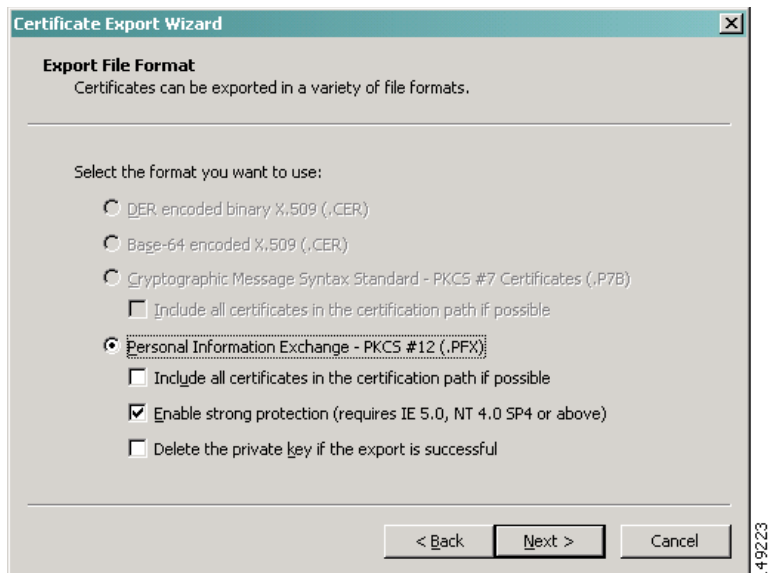 Certificate Export Wizard
Export File Format
Certificates can be exported in a variety of file formats.
Select the format you want to use:
DER encoded binary X.509 (.CER)
Base-64 encoded X.509 (.CER)
Cryptographic Message Syntax Standard - PKCS #7 Certificates (.P7B)
Include all certificates in the certification path if possible
Personal Information Exchange - PKCS #12 (.PFX)
Include all certificates in the certification path if possible
Enable strong protection (requires IE 5.0, NT 4.0 SP4 or above)
Delete the private key if the export is successful
< Back
Next >
Cancel
149223